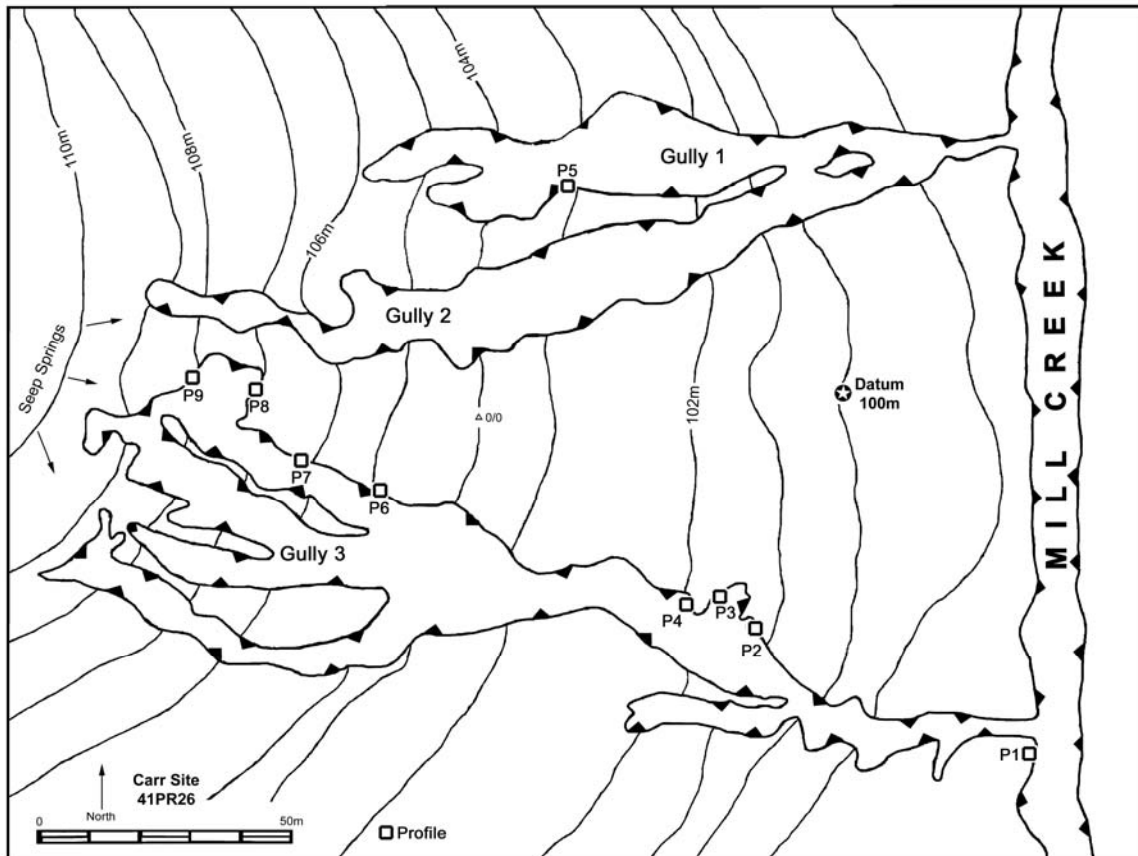 104m
110m
108m
Gully 1
P5
106m
Gully 2
Seep Springs
P9
P8
Datum
100m
102m
0/0
MILL CREEK
P7
P6
Gully 3
P4
P3
P2
P1
Carr Site
41PR26
North
0
50m
Profile